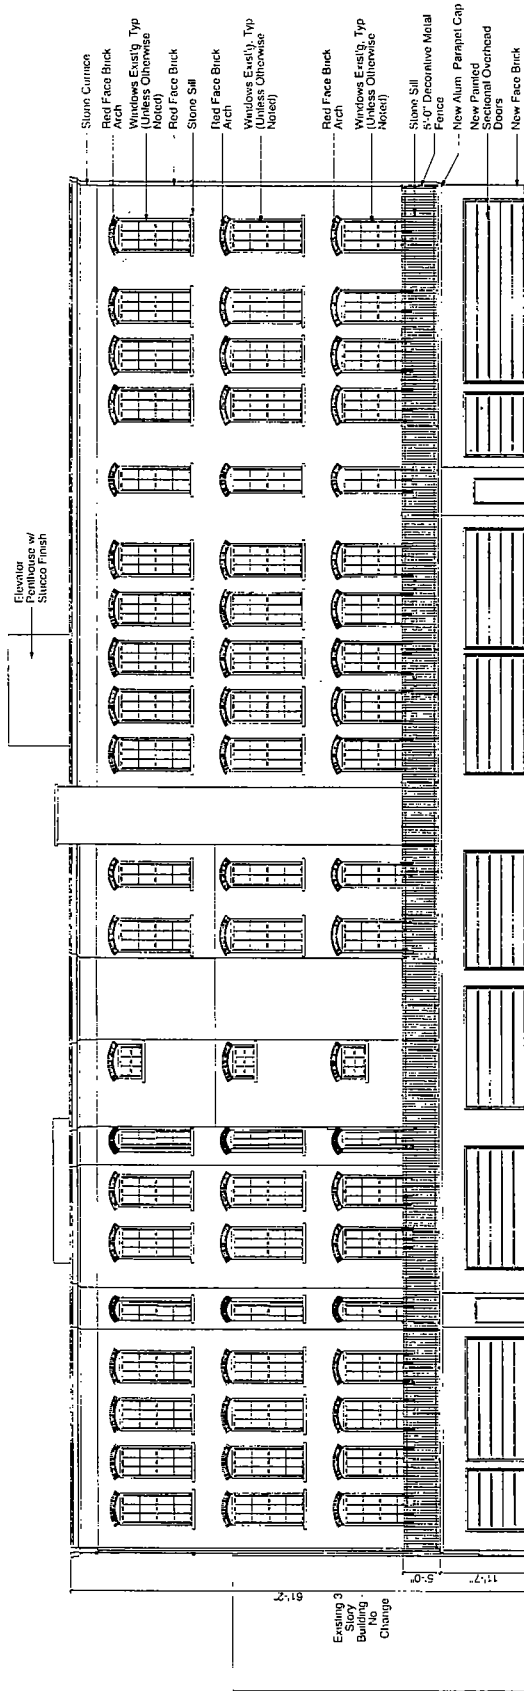 Elevator
Penthouse w/
Stucco Finish
Stone Cornice
Red Face Brick
Arch
Windows Exist'g, Typ
(Unless Otherwise
Noted)
Red Face Brick
Stone Sill
Red Face Brick
Arch
Windows Exist'g, Typ
(Unless Otherwise
Noted)
Red Face Brick
Arch
Windows Exist'g, Typ
(Unless Otherwise
Noted)
Stone Sill
5'-0" Decorative Metal
Fence
New Alum Parapet Cap
New Painted
Sectional Overhead
Doors
New Face Brick
61'-2"
5'-0"
11'-7"
Existing 3
Story
Building -
No
Change